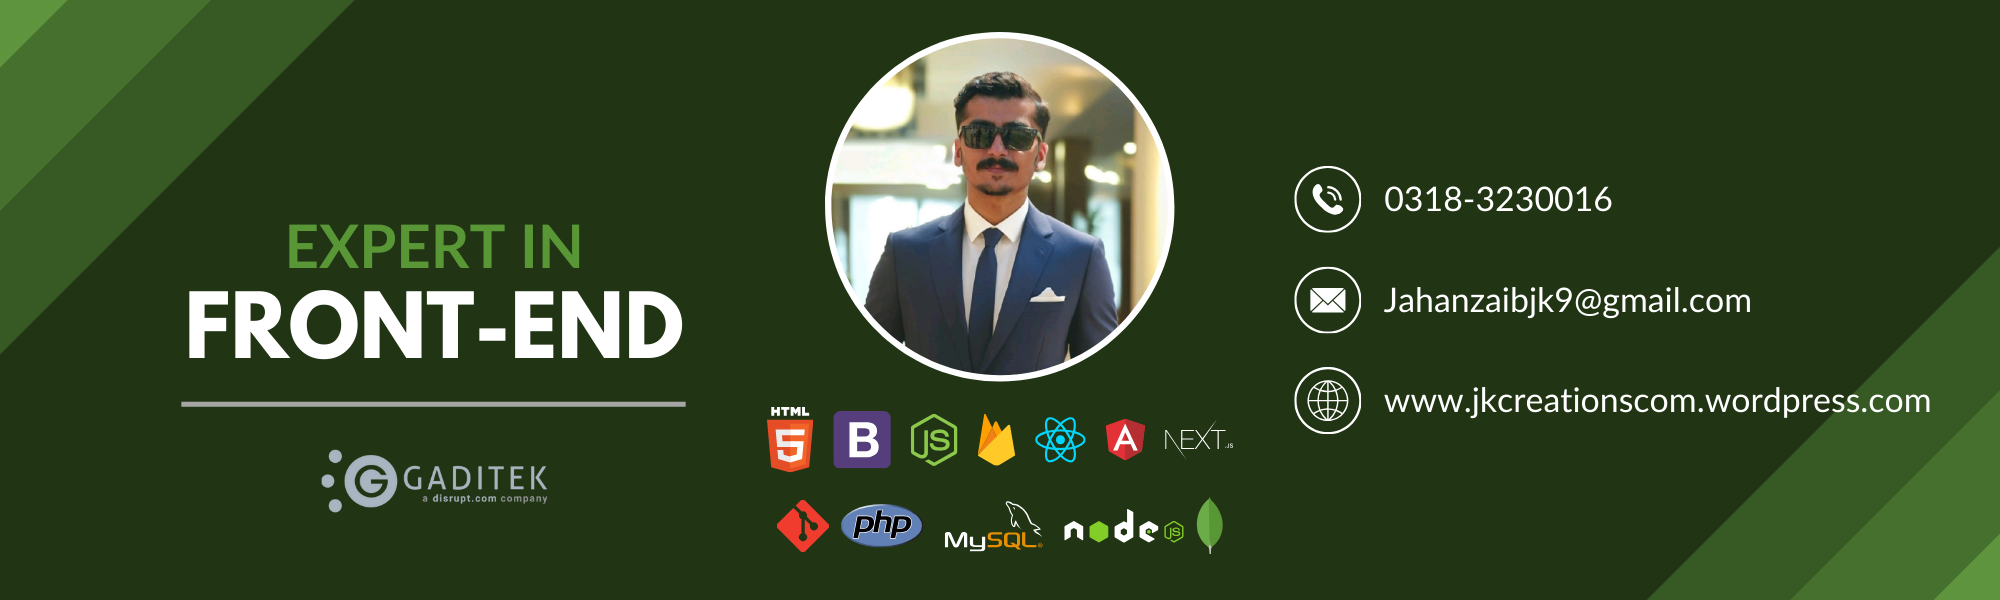 EXPERT IN
FRONT-END
GADITEK
a disrupt.com company
HTML
5
B
JS
A
NEXT.JS
php
MySQL
node JS
0318-3230016
Jahanzaibjk9@gmail.com
www.jkcreationscom.wordpress.com